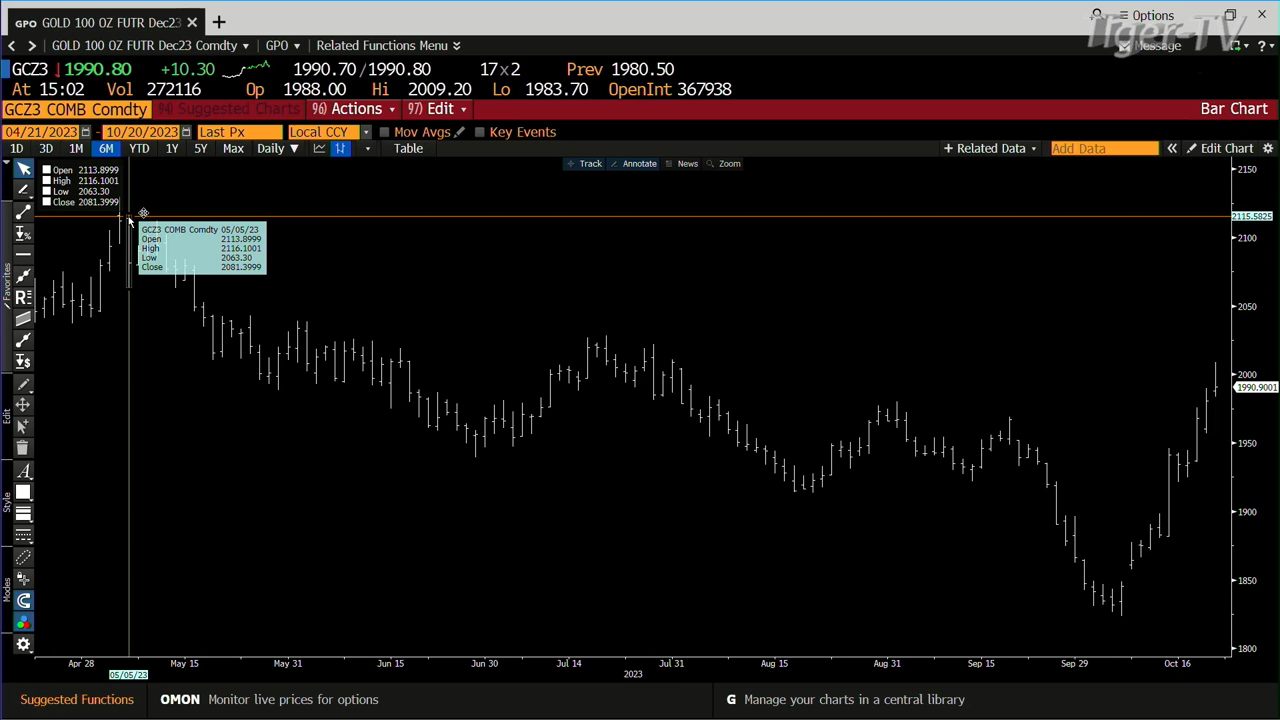 GPO GOLD 100 OZ FUTR Dec23
Options
Tiger-TV
GOLD 100 OZ FUTR Dec23 Comdty GPO Related Functions Menu
Message
GCZ3 1990.80 +10.30 1990.70/1990.80 17x2 Prev 1980.50
At 15:02 Vol 272116 Op 1988.00 Hi 2009.20 Lo 1983.70 OpenInt 367938
GCZ3 COMB Comdty 94) Suggested Charts 96) Actions 97) Edit Bar Chart
04/21/2023 - 10/20/2023 Last Px Local CCY Mov Avgs Key Events
1D 3D 1M 6M YTD 1Y 5Y Max Daily ▼ Table + Related Data Add Data « Edit Chart
Track Annotate News Zoom
Open 2113.8999
High 2116.1001
Low 2063.30
Close 2081.3999
GCZ3 COMB Comdty 05/05/23
Open 2113.8999
High 2116.1001
Low 2063.30
Close 2081.3999
Favorites
Edit
Style
Modes
2150
2115.5825
2100
2050
2000
1990.9001
1950
1900
1850
1800
Apr 28 May 15 May 31 Jun 15 Jun 30 Jul 14 Jul 31 Aug 15 Aug 31 Sep 15 Sep 29 Oct 16
05/05/23
2023
Suggested Functions OMON Monitor live prices for options G Manage your charts in a central library